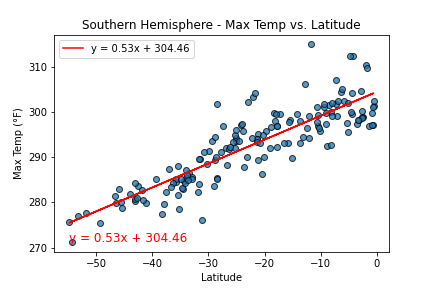 Southern Hemisphere - Max Temp vs. Latitude
y = 0.53x + 304.46
310
300
290
280
270
Max Temp (°F)
y = 0.53x + 304.46
−50
−40
−30
−20
−10
0
Latitude